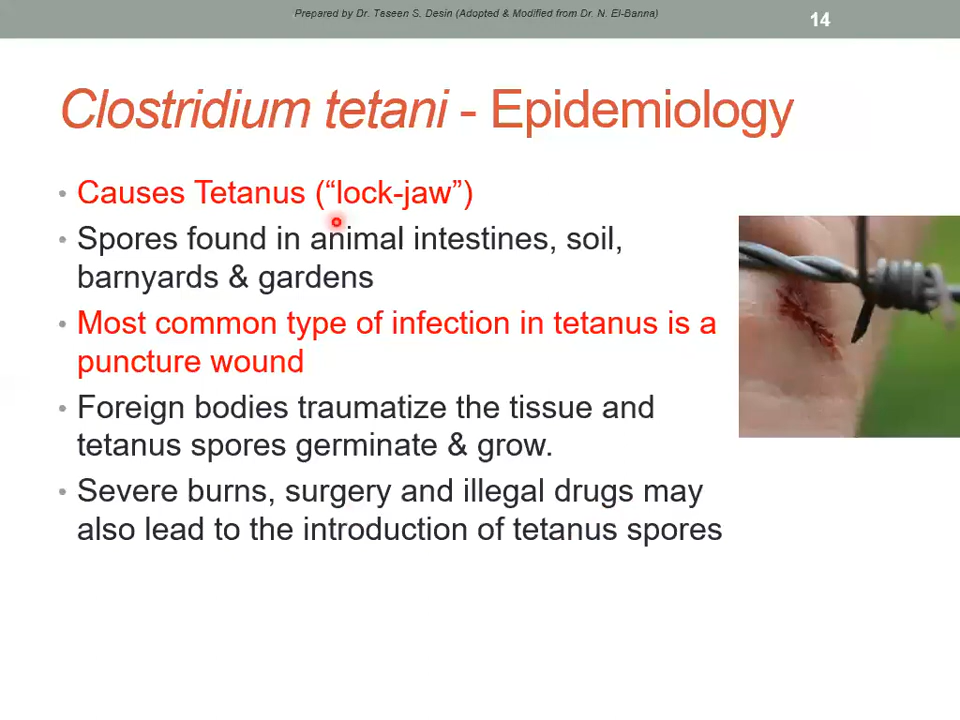 Prepared by Dr. Taseen S. Desin (Adopted & Modified from Dr. N. El-Banna)
14
Clostridium tetani - Epidemiology
• Causes Tetanus (“lock-jaw”)
• Spores found in animal intestines, soil,
barnyards & gardens
• Most common type of infection in tetanus is a
puncture wound
• Foreign bodies traumatize the tissue and
tetanus spores germinate & grow.
• Severe burns, surgery and illegal drugs may
also lead to the introduction of tetanus spores